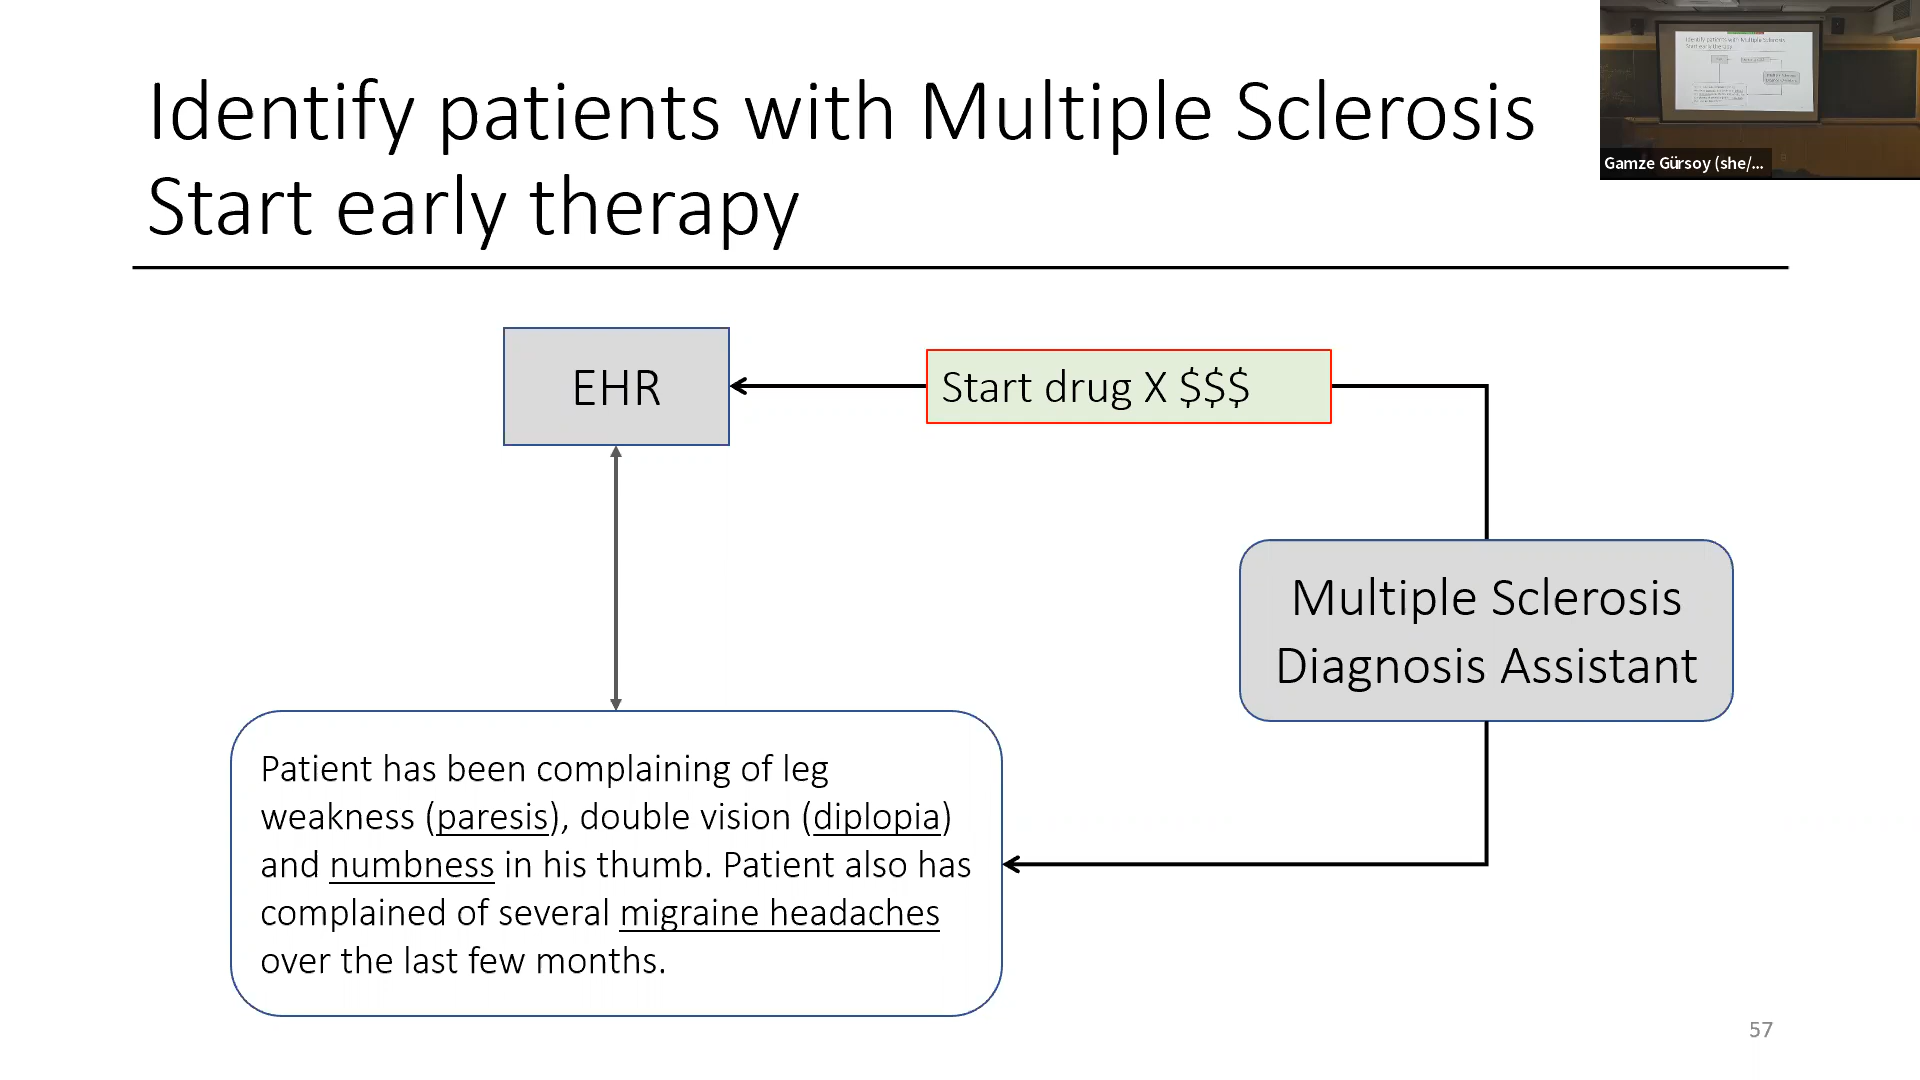 Identify patients with Multiple Sclerosis
Start early therapy
Gamze Gürsoy (she/...
EHR
Start drug X $$$
Multiple Sclerosis
Diagnosis Assistant
Patient has been complaining of leg
weakness (paresis), double vision (diplopia)
and numbness in his thumb. Patient also has
complained of several migraine headaches
over the last few months.
57